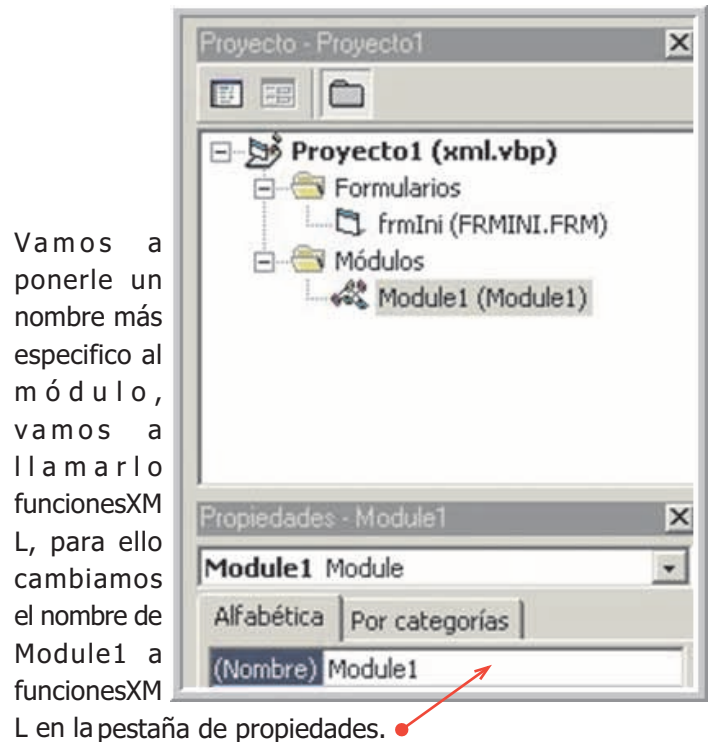 Proyecto - Proyecto1
Proyecto1 (xml.vbp)
Formularios
frmIni (FRMINI.FRM)
Módulos
Module1 (Module1)
Propiedades - Module1
Module1 Module
Alfabética Por categorías
(Nombre) Module1
Vamos a
ponerle un
nombre más
especifico al
módulo,
vamos a
llamarlo
funcionesXM
L, para ello
cambiamos
el nombre de
Module1 a
funcionesXM
L en la pestaña de propiedades.